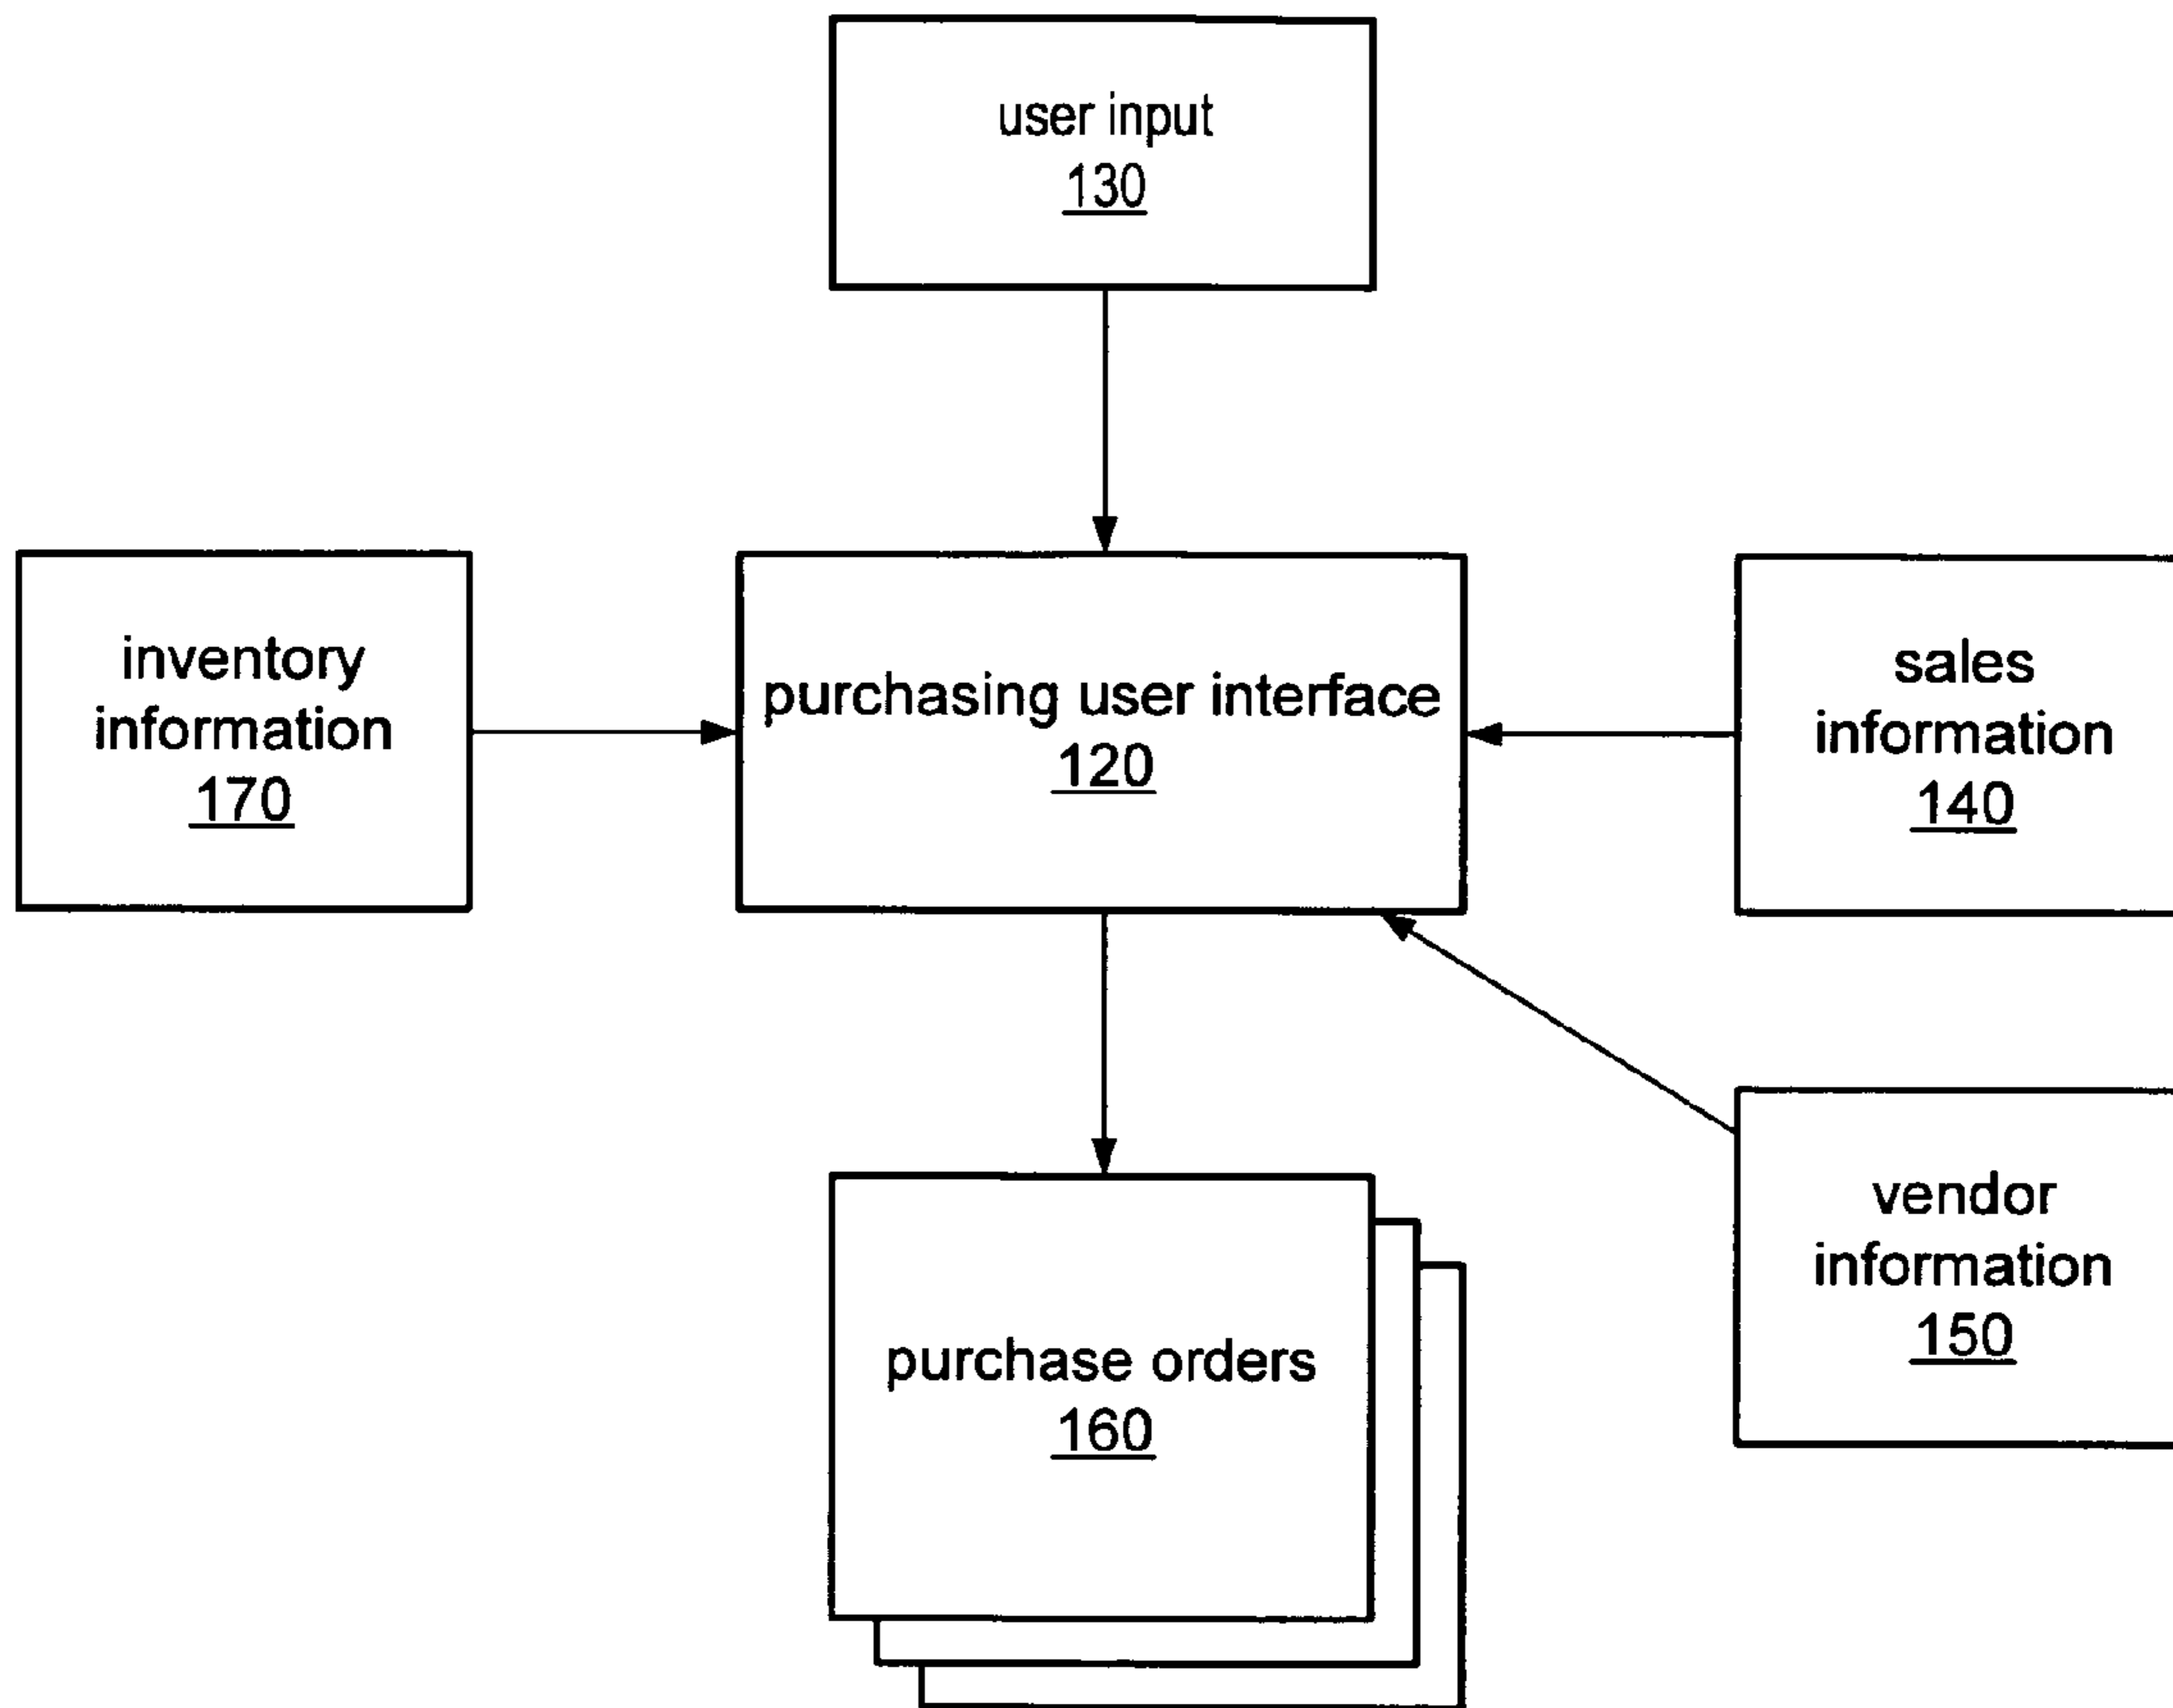 user input
130
inventory
information
170
purchasing user interface
120
sales
information
140
vendor
information
150
purchase orders
160